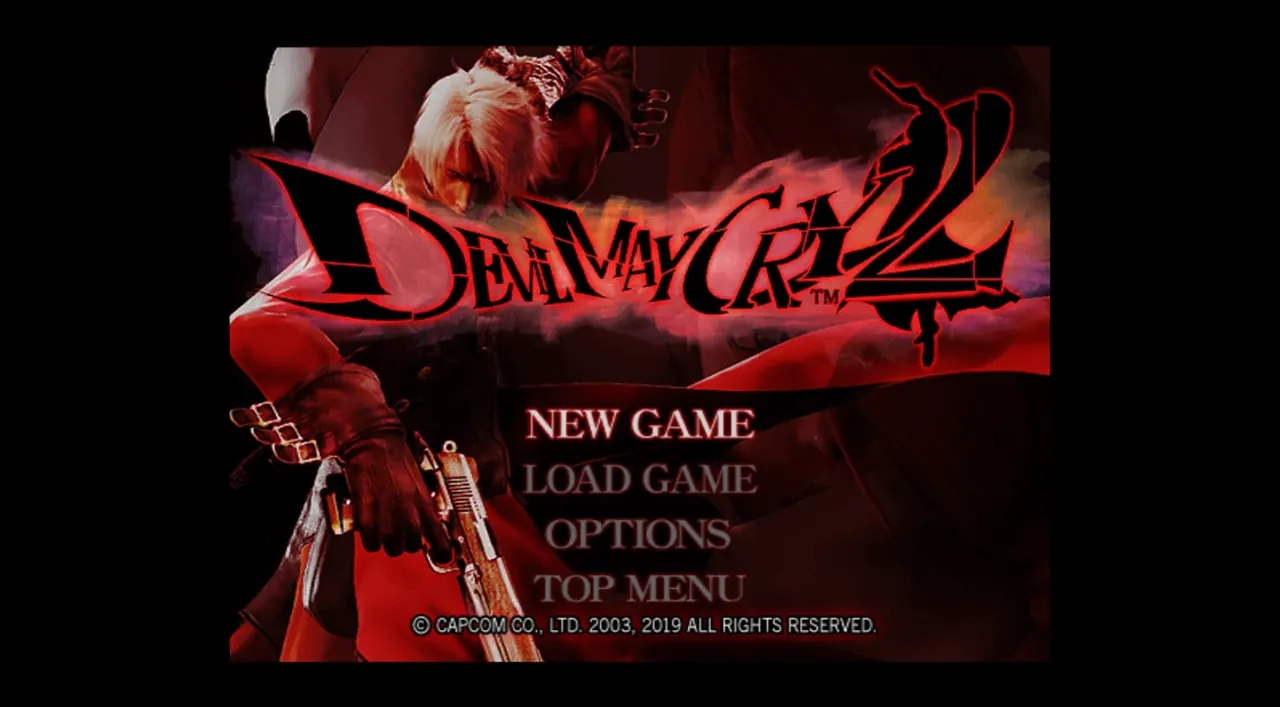 DEVIL MAY CRY 2 TM
NEW GAME
LOAD GAME
OPTIONS
TOP MENU
© CAPCOM CO., LTD. 2003, 2019 ALL RIGHTS RESERVED.